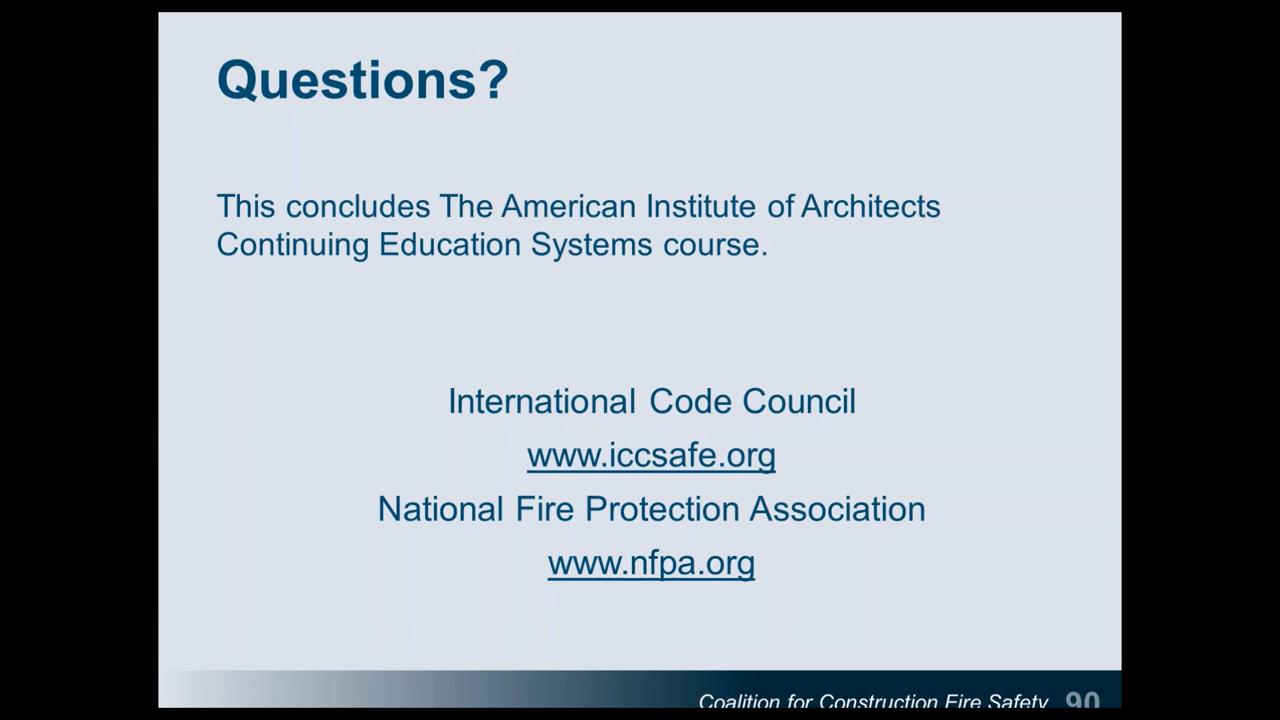 Questions?
This concludes The American Institute of Architects
Continuing Education Systems course.
International Code Council
www.iccsafe.org
National Fire Protection Association
www.nfpa.org
Coalition for Construction Fire Safety 90